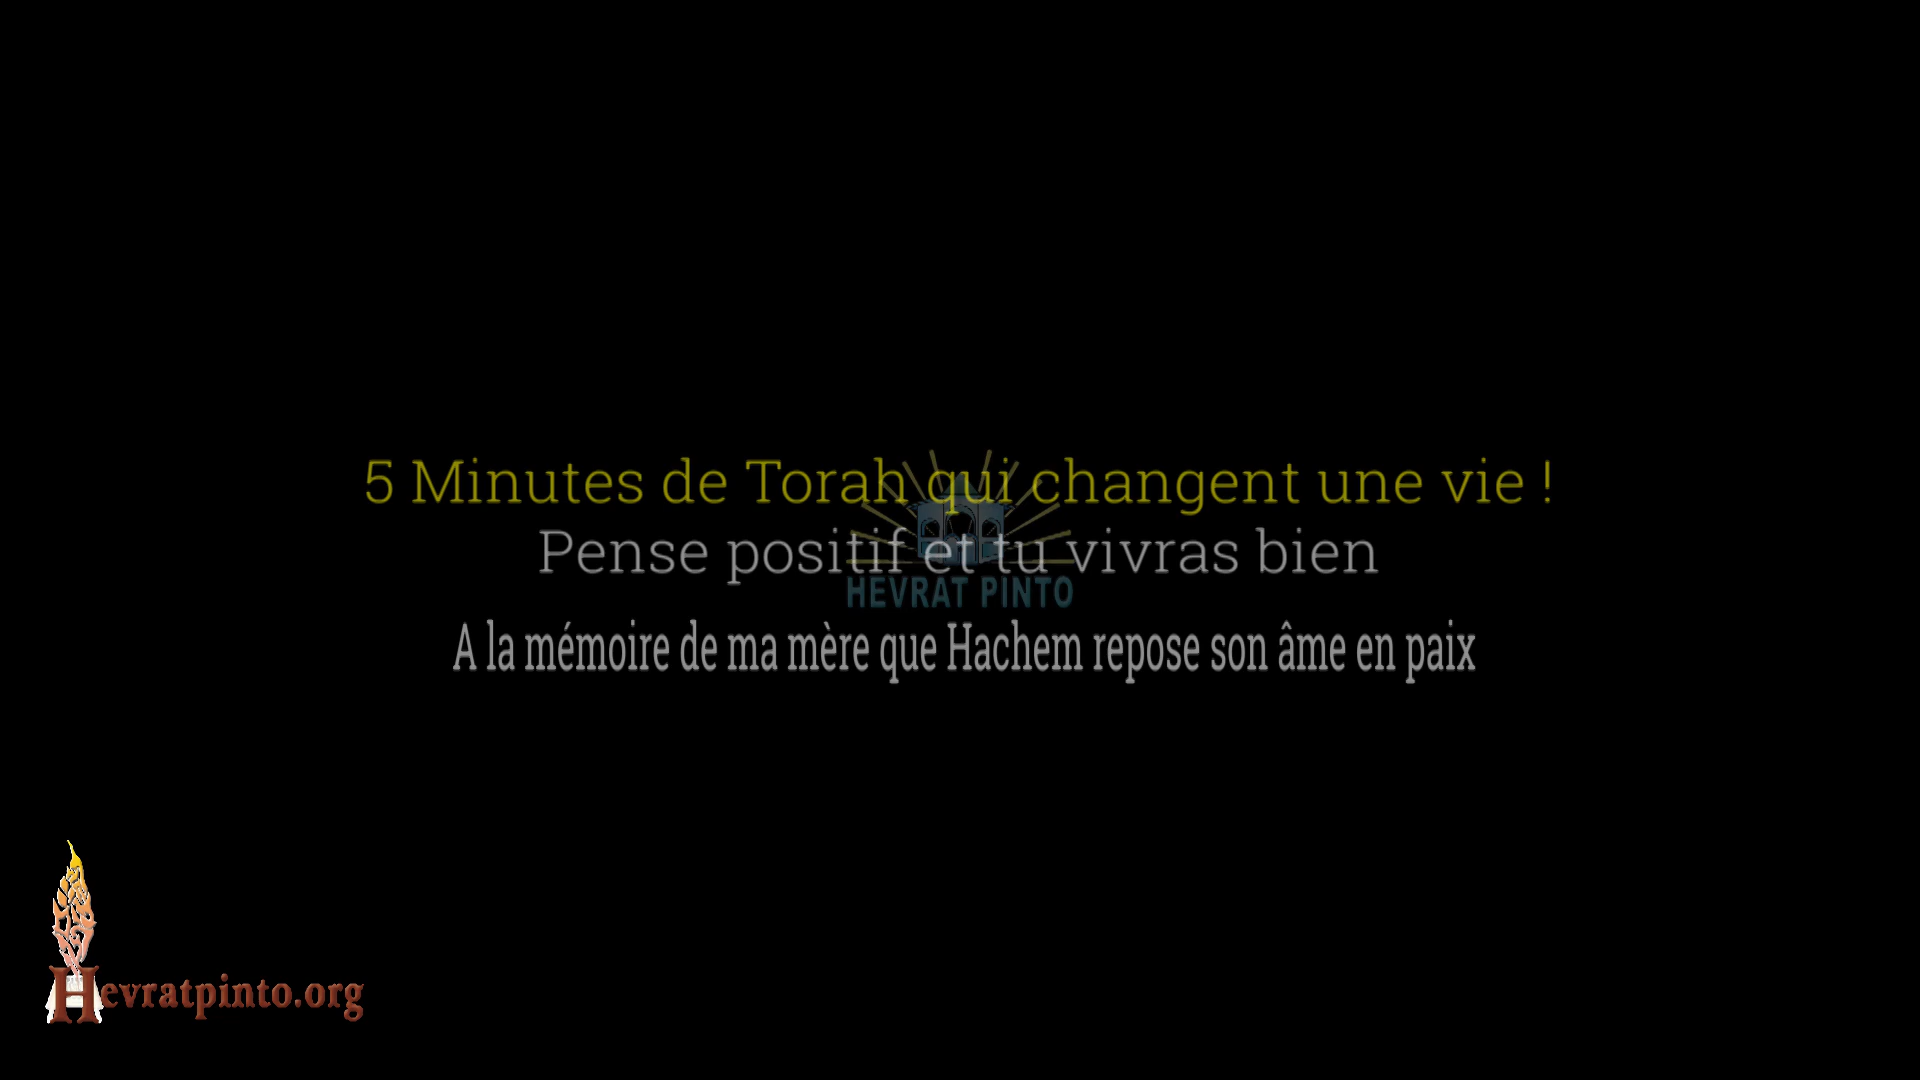 5 Minutes de Torah qui changent une vie !
Pense positif et tu vivras bien
HEVRAT PINTO
A la mémoire de ma mère que Hachem repose son âme en paix
Hevratpinto.org